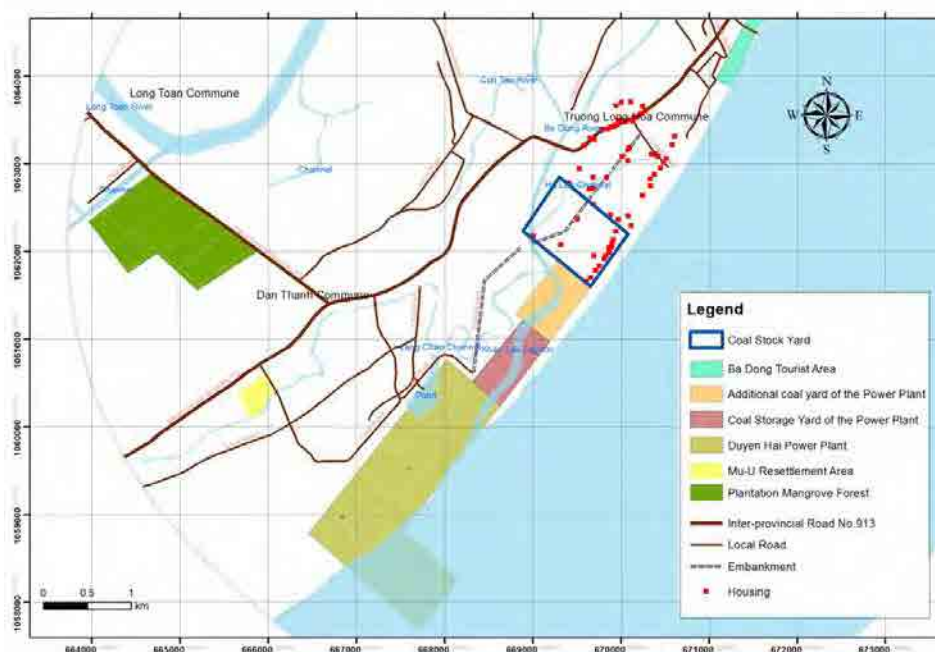 Long Toan Commune
Long Toan River
Con Tau River
Truong Long Hoa Commune
Ba Dong River
Channel
Dan Thanh Commune
Pond
N
W
E
S
Legend
Coal Stock Yard
Ba Dong Tourist Area
Additional coal yard of the Power Plant
Coal Storage Yard of the Power Plant
Duyen Hai Power Plant
Mu-U Resettlement Area
Plantation Mangrove Forest
Inter-provincial Road No.913
Local Road
Embankment
Housing
0 0.5 1
km
1064000
1063000
1062000
1061000
1060000
1059000
1058000
664000 665000 666000 667000 668000 669000 670000 671000 672000 673000